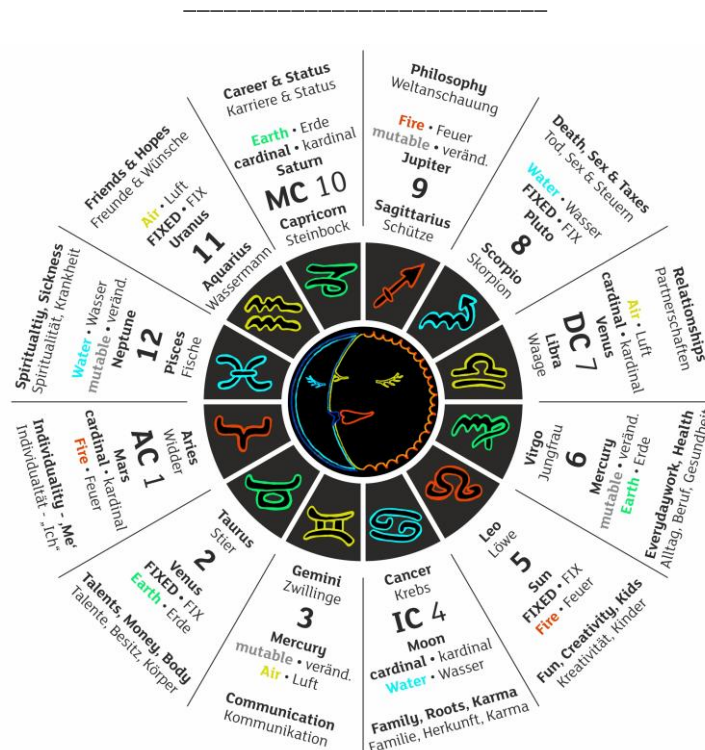 Career & Status
Karriere & Status
Earth • Erde
cardinal • kardinal
Saturn
MC 10
Capricorn
Steinbock
Philosophy
Weltanschauung
Fire • Feuer
mutable • veränd.
Jupiter
9
Sagittarius
Schütze
Death, Sex & Taxes
Tod, Sex & Steuern
Water • Wasser
FIXED • FIX
Pluto
8
Scorpio
Skorpion
Relationships
Partnerschaften
Air • Luft
cardinal • kardinal
Venus
DC 7
Libra
Waage
Virgo
Jungfrau
6
Mercury
mutable • veränd.
Earth • Erde
Everydaywork, Health
Alltag, Beruf, Gesundheit
Leo
Löwe
5
Sun
FIXED • FIX
Fire • Feuer
Fun, Creativity, Kids
Kreativität, Kinder
Cancer
Krebs
IC 4
Moon
cardinal • kardinal
Water • Wasser
Family, Roots, Karma
Familie, Herkunft, Karma
Gemini
Zwillinge
3
Mercury
mutable • veränd.
Air • Luft
Communication
Kommunikation
Taurus
Stier
2
Venus
FIXED • FIX
Earth • Erde
Talents, Money, Body
Talente, Besitz, Körper
Aries
Widder
AC 1
Mars
cardinal • kardinal
Fire • Feuer
Individuality - ‚Me‘
Individualtät - „Ich“
Spiritualtiy, Sickness
Spiritualität, Krankheit
Water • Wasser
mutable • veränd.
Neptune
12
Pisces
Fische
Friends & Hopes
Freunde & Wünsche
Air • Luft
FIXED • FIX
Uranus
11
Aquarius
Wassermann